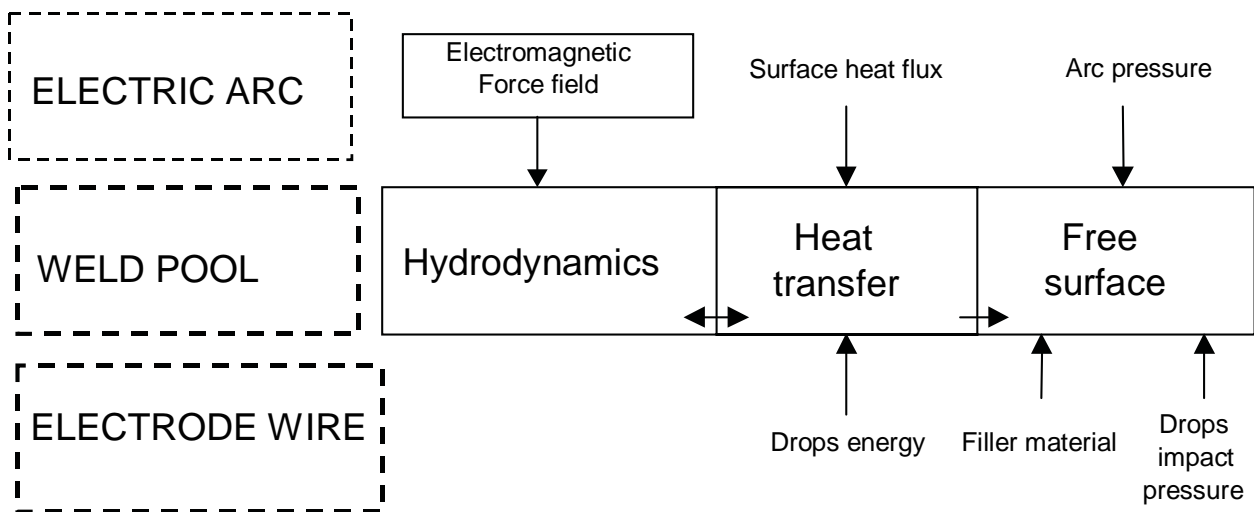 ELECTRIC ARC
Electromagnetic
Force field
Surface heat flux
Arc pressure
WELD POOL
Hydrodynamics
Heat
transfer
Free
surface
ELECTRODE WIRE
Drops energy
Filler material
Drops
impact
pressure